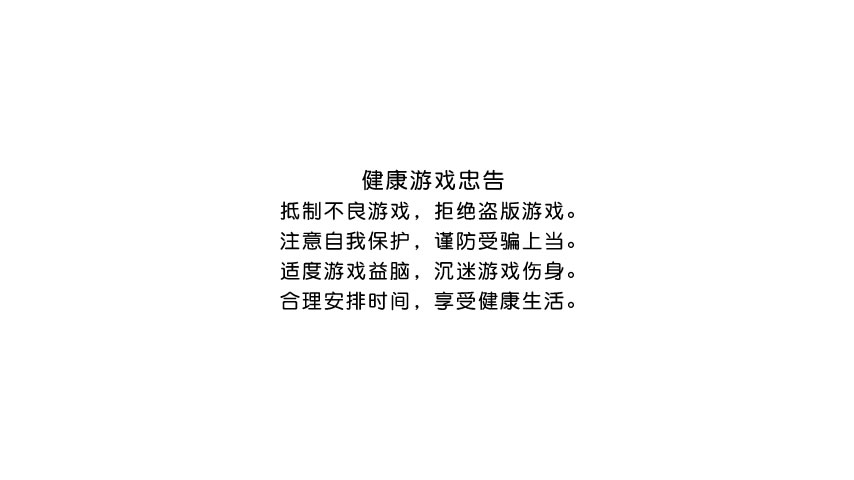 健康游戏忠告
抵制不良游戏，拒绝盗版游戏。
注意自我保护，谨防受骗上当。
适度游戏益脑，沉迷游戏伤身。
合理安排时间，享受健康生活。